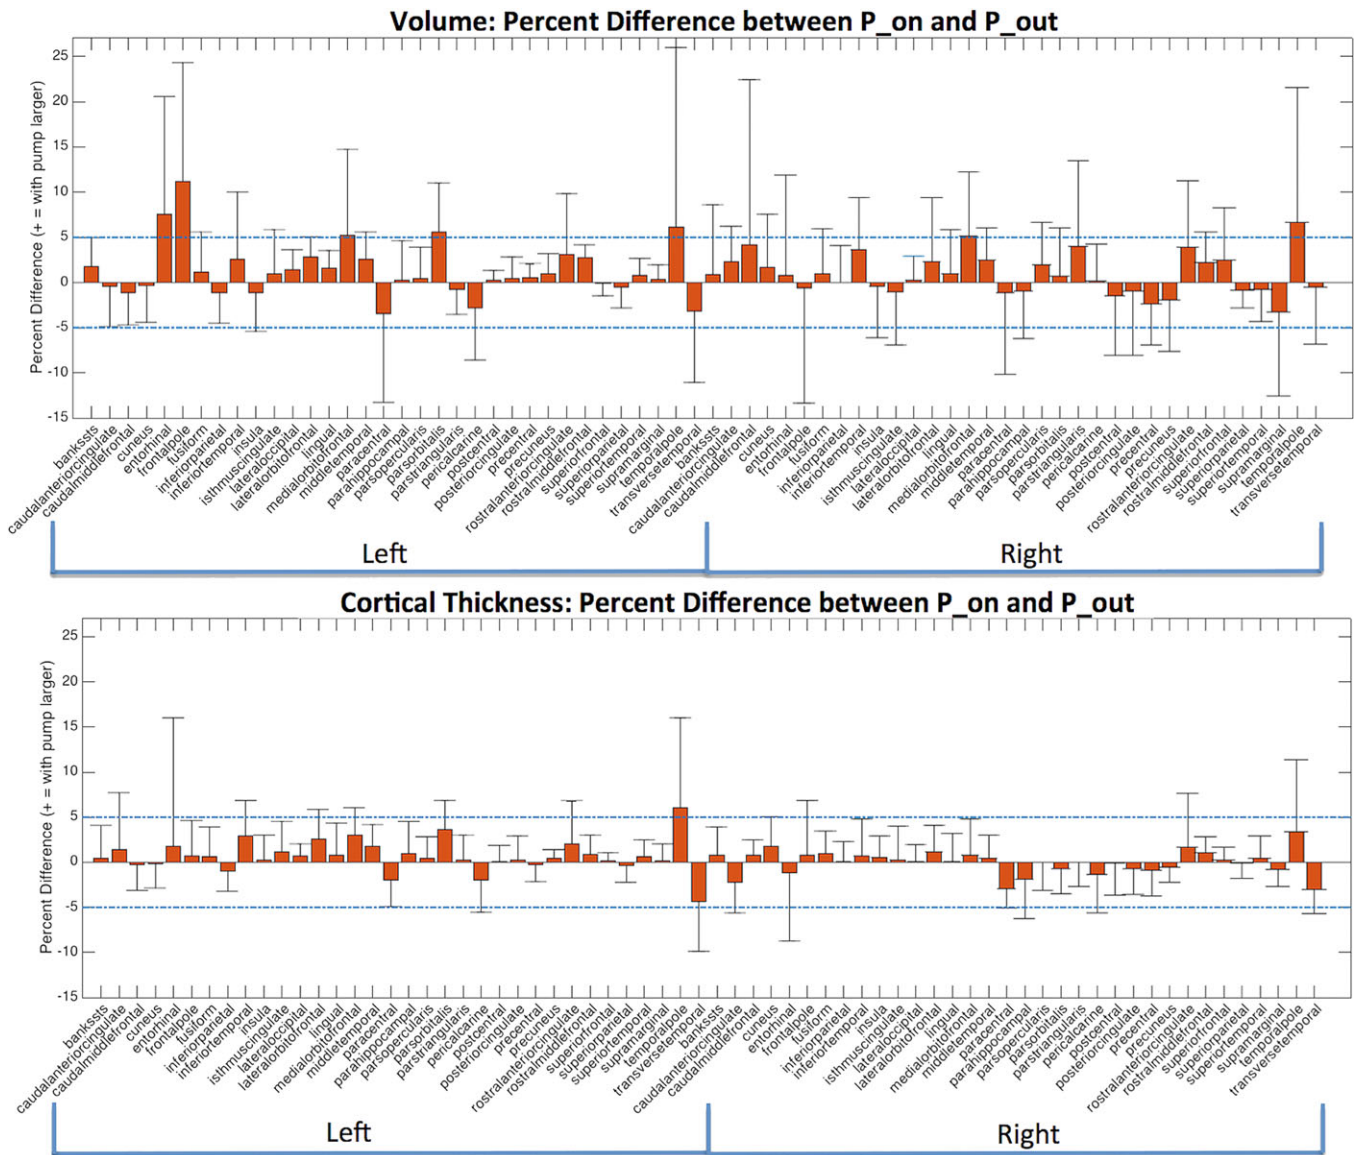 Volume: Percent Difference between P_on and P_out
Percent Difference (+ = with pump larger)
25
20
15
10
5
0
-5
-10
-15
bankssts
caudalanteriorcingulate
caudalmiddlefrontal
cuneus
entorhinal
frontalpole
fusiform
inferiorparietal
inferiortemporal
insula
isthmuscingulate
lateraloccipital
lateralorbitofrontal
lingual
medialorbitofrontal
middletemporal
paracentral
parahippocampal
parsopercularis
parsorbitalis
parstriangularis
pericalcarine
postcentral
posteriorcingulate
precentral
precuneus
rostralanteriorcingulate
rostralmiddlefrontal
superiorfrontal
superiorparietal
superiortemporal
supramarginal
temporalpole
transversetemporal
bankssts
caudalanteriorcingulate
caudalmiddlefrontal
cuneus
entorhinal
frontalpole
fusiform
inferiorparietal
inferiortemporal
insula
isthmuscingulate
lateraloccipital
lateralorbitofrontal
lingual
medialorbitofrontal
middletemporal
paracentral
parahippocampal
parsopercularis
parsorbitalis
parstriangularis
pericalcarine
postcentral
posteriorcingulate
precentral
precuneus
rostralanteriorcingulate
rostralmiddlefrontal
superiorfrontal
superiorparietal
superiortemporal
supramarginal
temporalpole
transversetemporal
Left
Right
Cortical Thickness: Percent Difference between P_on and P_out
Percent Difference (+ = with pump larger)
25
20
15
10
5
0
-5
-10
-15
bankssts
caudalanteriorcingulate
caudalmiddlefrontal
cuneus
entorhinal
frontalpole
fusiform
inferiorparietal
inferiortemporal
insula
isthmuscingulate
lateraloccipital
lateralorbitofrontal
lingual
medialorbitofrontal
middletemporal
paracentral
parahippocampal
parsopercularis
parsorbitalis
parstriangularis
pericalcarine
postcentral
posteriorcingulate
precentral
precuneus
rostralanteriorcingulate
rostralmiddlefrontal
superiorfrontal
superiorparietal
superiortemporal
supramarginal
temporalpole
transversetemporal
bankssts
caudalanteriorcingulate
caudalmiddlefrontal
cuneus
entorhinal
frontalpole
fusiform
inferiorparietal
inferiortemporal
insula
isthmuscingulate
lateraloccipital
lateralorbitofrontal
lingual
medialorbitofrontal
middletemporal
paracentral
parahippocampal
parsopercularis
parsorbitalis
parstriangularis
pericalcarine
postcentral
posteriorcingulate
precentral
precuneus
rostralanteriorcingulate
rostralmiddlefrontal
superiorfrontal
superiorparietal
superiortemporal
supramarginal
temporalpole
transversetemporal
Left
Right